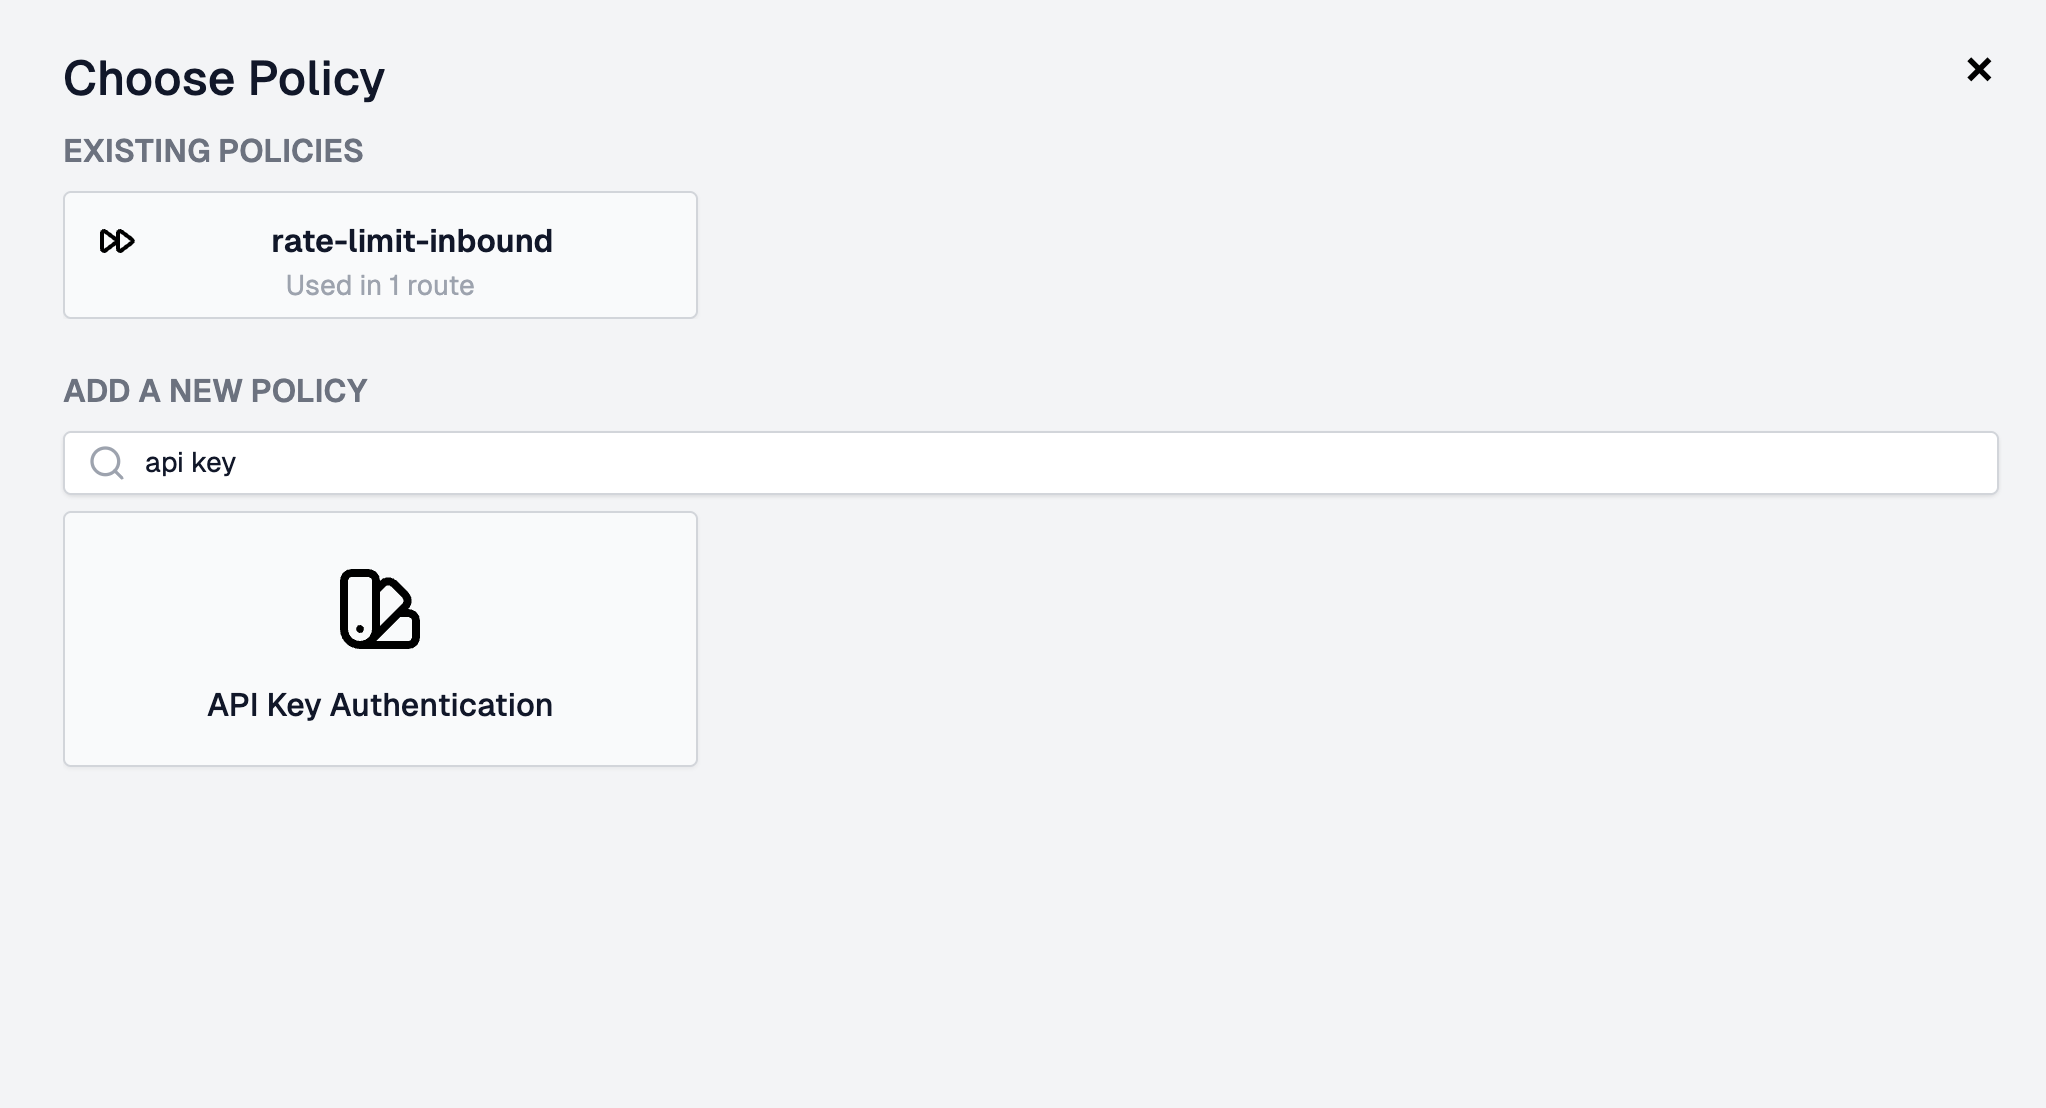 Choose Policy
EXISTING POLICIES
rate-limit-inbound
Used in 1 route
ADD A NEW POLICY
api key
API Key Authentication